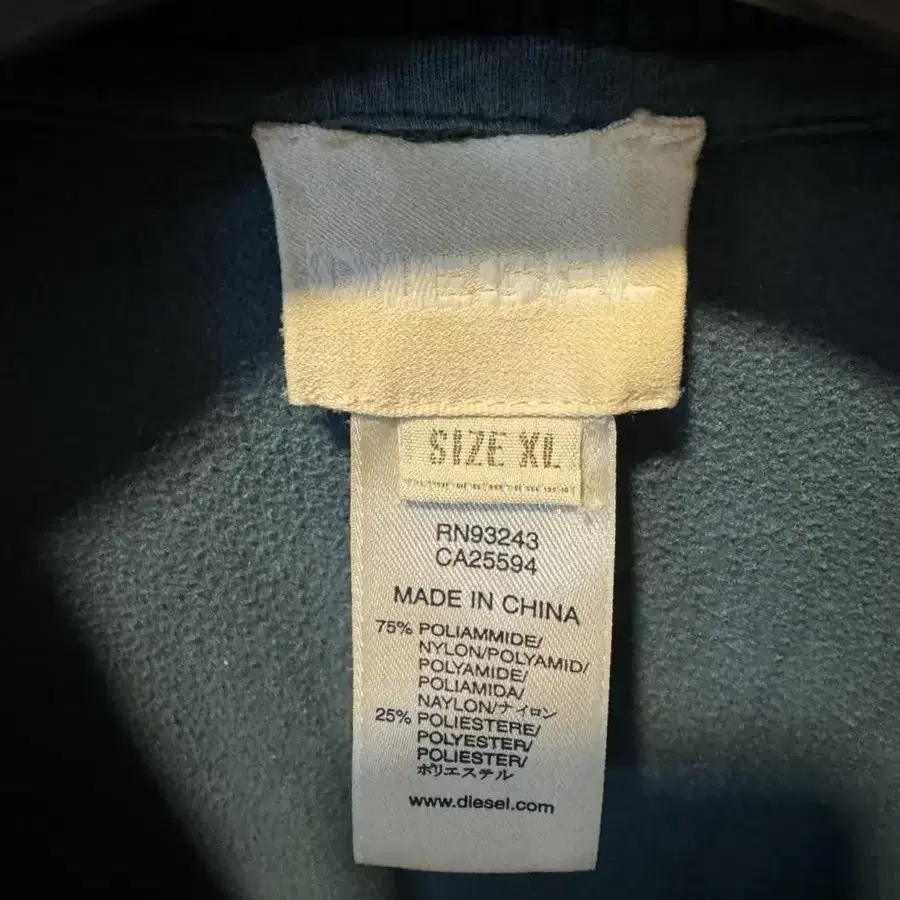 DIESEL
SIZE XL
RN93243
CA25594
MADE IN CHINA
75% POLIAMMIDE/
NYLON/POLYAMID/
POLYAMIDE/
POLIAMIDA/
NAYLON/ナイロン
25% POLIESTERE/
POLYESTER/
POLIESTER/
ポリエステル
www.diesel.com